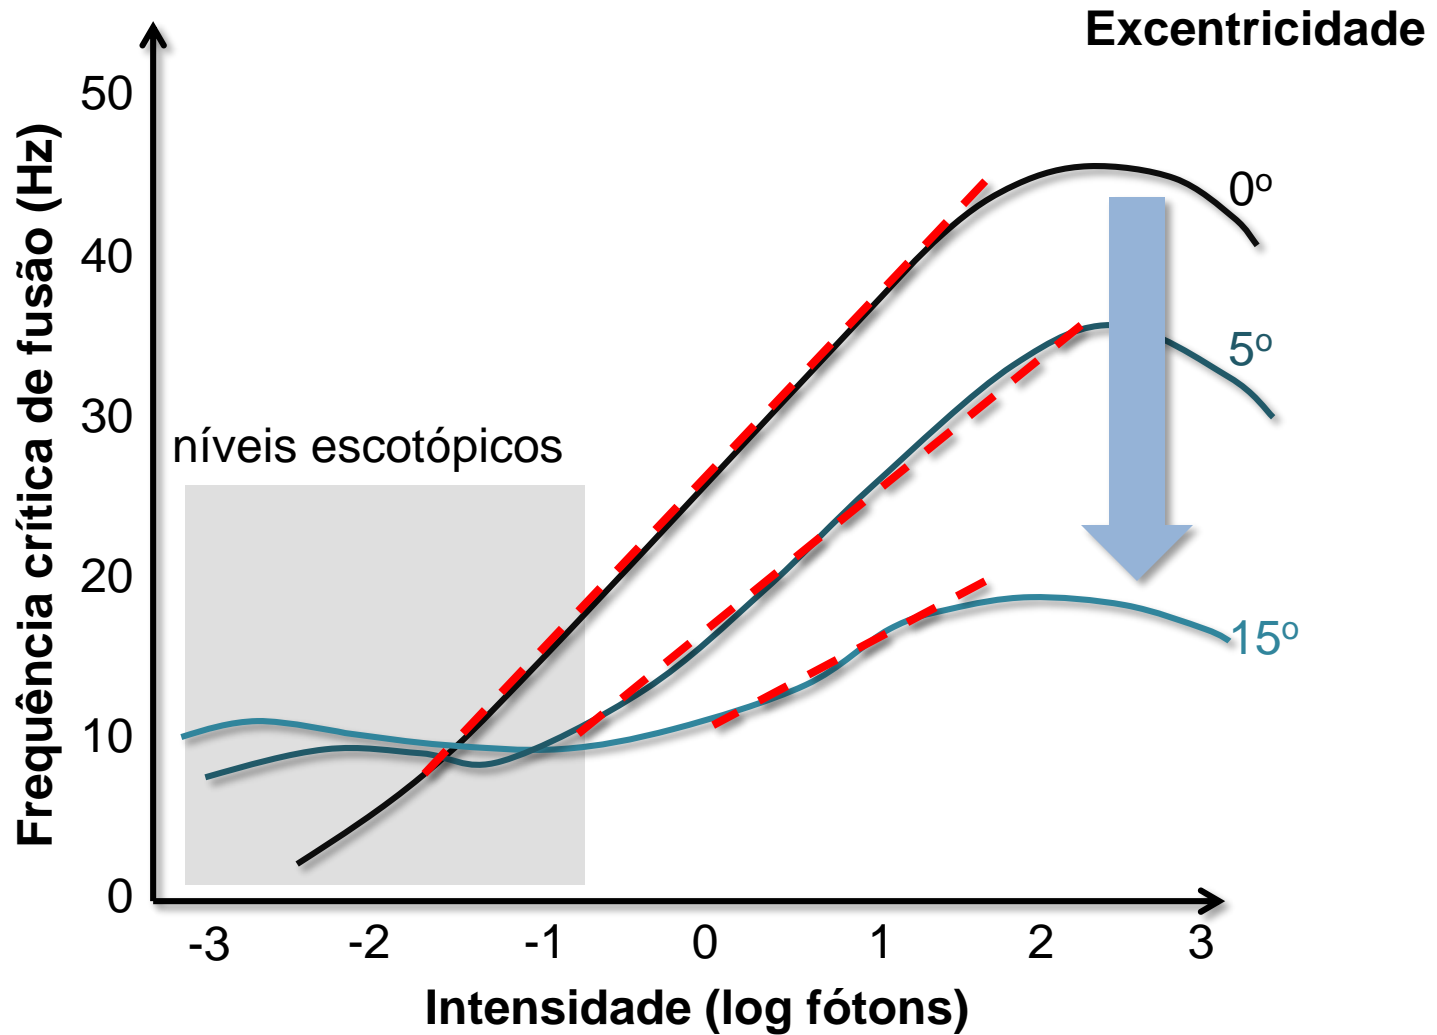 Excentricidade
Frequência crítica de fusão (Hz)
50
40
30
20
10
0
níveis escotópicos
0º
5º
15º
-3 -2 -1 0 1 2 3
Intensidade (log fótons)